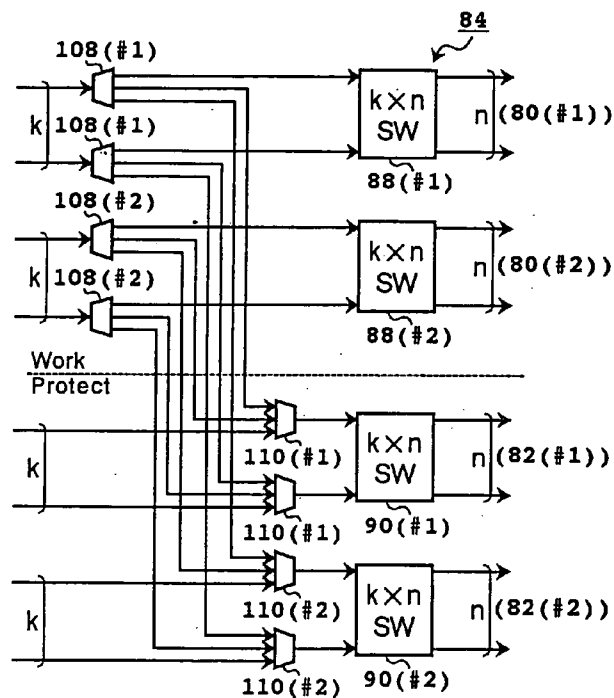 84
108(#1)
k
k×n
SW
n
(80(#1))
108(#1)
88(#1)
108(#2)
k
k×n
SW
n
(80(#2))
108(#2)
88(#2)
Work
Protect
k
110(#1)
k×n
SW
n
(82(#1))
110(#1)
90(#1)
k
110(#2)
k×n
SW
n
(82(#2))
110(#2)
90(#2)